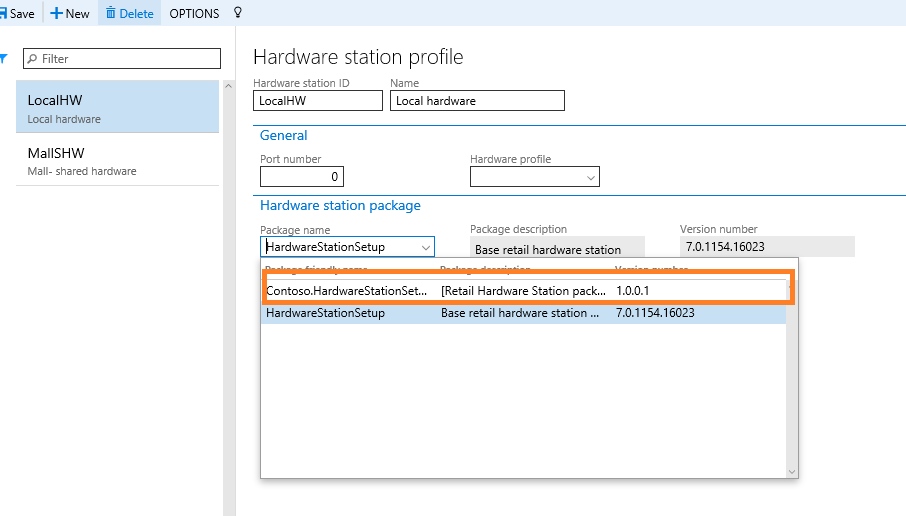 Save New Delete OPTIONS
Filter
LocalHW
Local hardware
MallSHW
Mall- shared hardware
Hardware station profile
Hardware station ID Name
LocalHW Local hardware
General
Port number Hardware profile
0
Hardware station package
Package name Package description Version number
HardwareStationSetup Base retail hardware station 7.0.1154.16023
Package friendly name Package description Version number
Contoso.HardwareStationSet... [Retail Hardware Station pack... 1.0.0.1
HardwareStationSetup Base retail hardware station ... 7.0.1154.16023